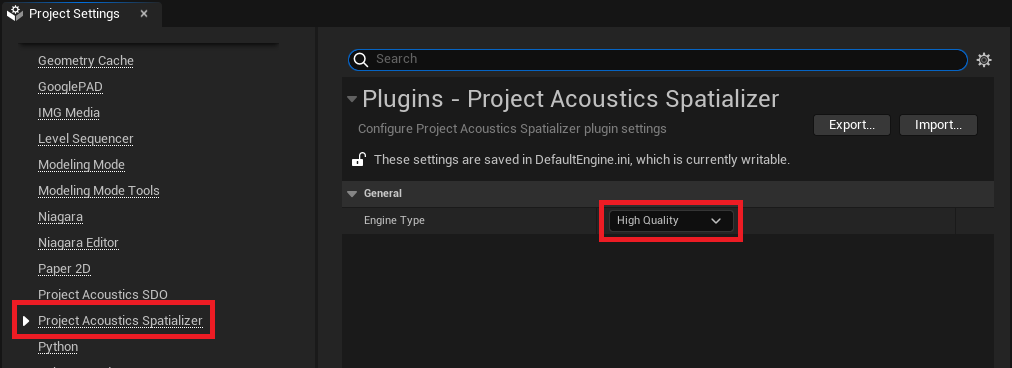 Project Settings
Geometry Cache
GooglePAD
IMG Media
Level Sequencer
Modeling Mode
Modeling Mode Tools
Niagara
Niagara Editor
Paper 2D
Project Acoustics SDO
Project Acoustics Spatializer
Python
Search
Plugins - Project Acoustics Spatializer
Configure Project Acoustics Spatializer plugin settings
Export...
Import...
These settings are saved in DefaultEngine.ini, which is currently writable.
General
Engine Type
High Quality